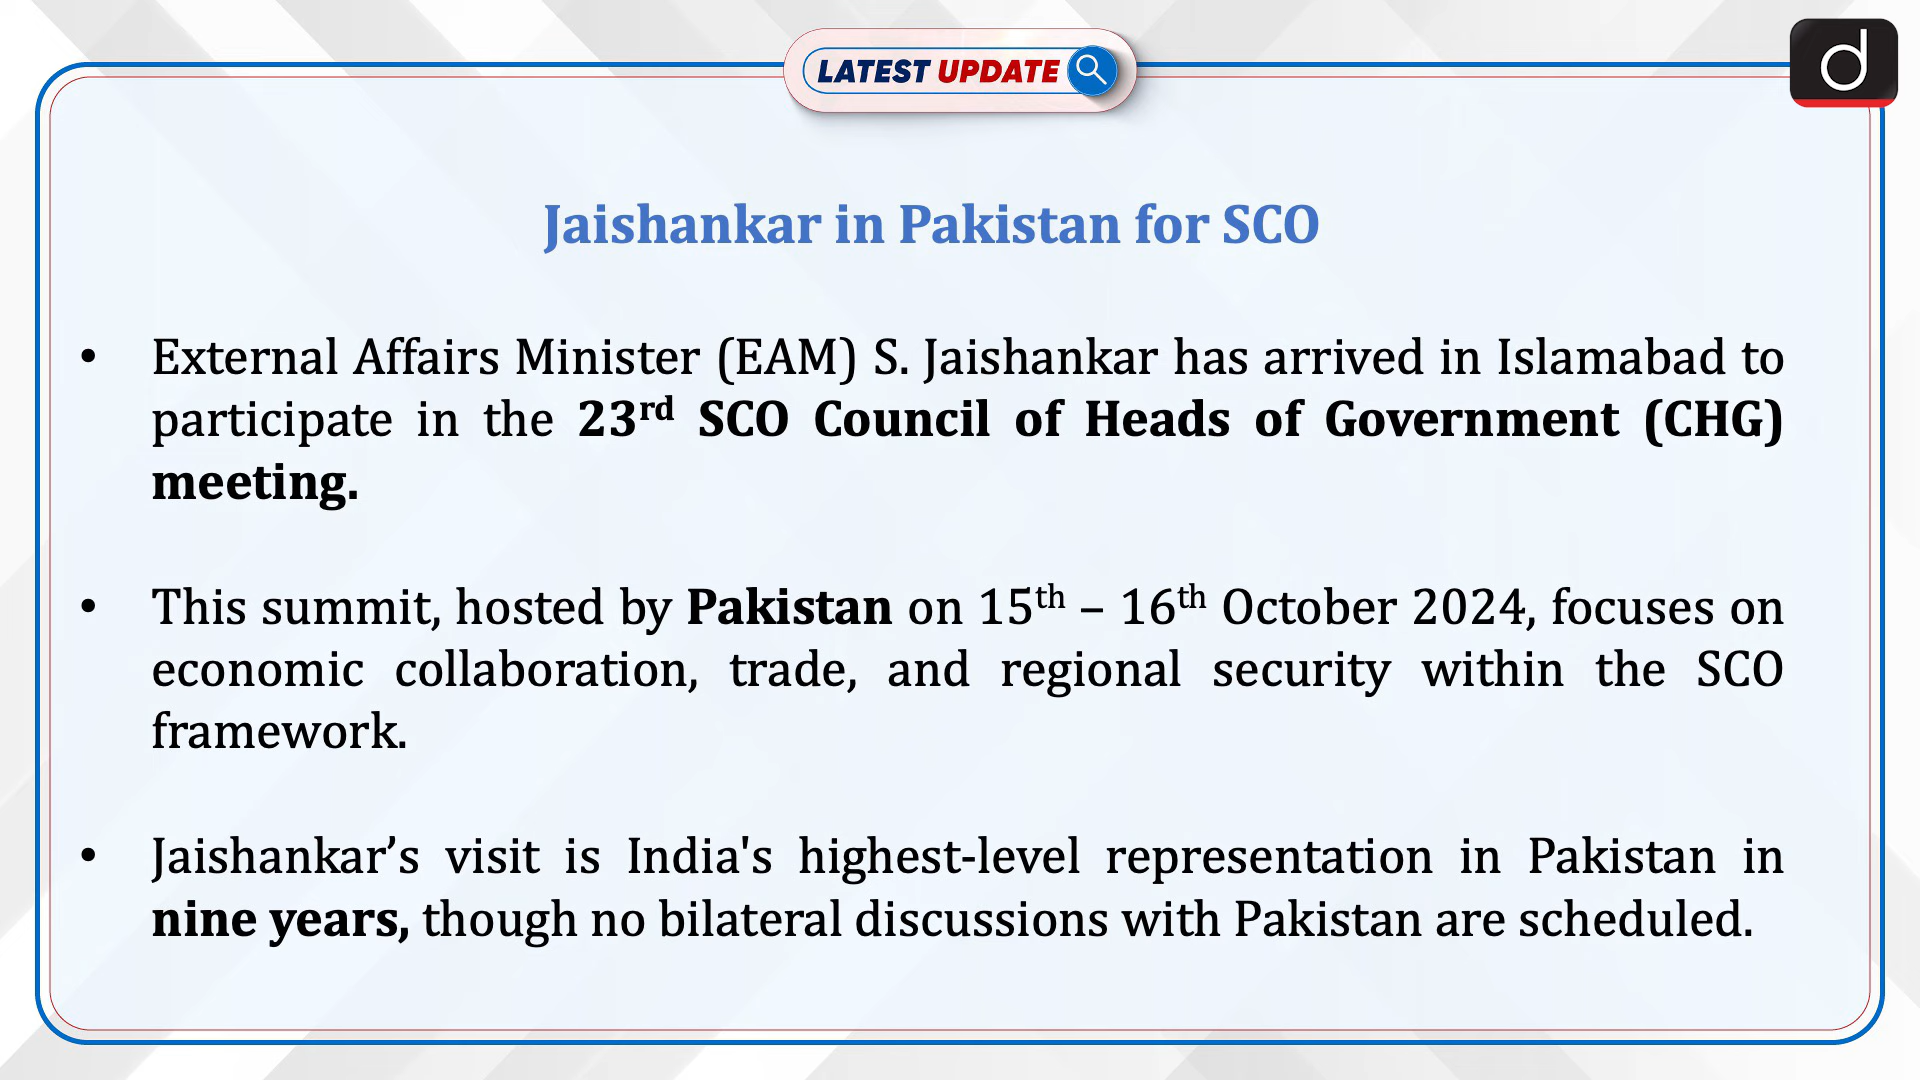 LATEST UPDATE
d
Jaishankar in Pakistan for SCO
• External Affairs Minister (EAM) S. Jaishankar has arrived in Islamabad to
participate in the 23rd SCO Council of Heads of Government (CHG)
meeting.
• This summit, hosted by Pakistan on 15th – 16th October 2024, focuses on
economic collaboration, trade, and regional security within the SCO
framework.
• Jaishankar’s visit is India's highest-level representation in Pakistan in
nine years, though no bilateral discussions with Pakistan are scheduled.